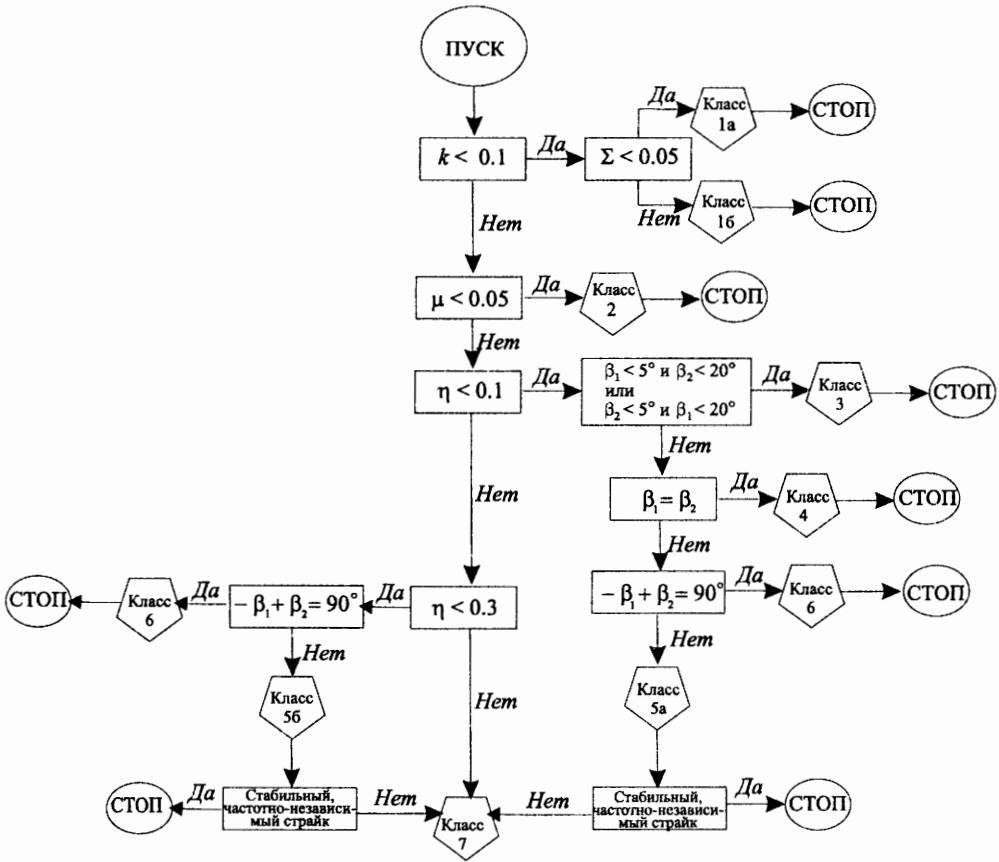 ПУСК
Да
Класс
1а
СТОП
k < 0.1
Да
Σ < 0.05
Нет
Нет
Класс
1б
СТОП
μ < 0.05
Да
Класс
2
СТОП
Нет
η < 0.1
Да
β₁ < 5° и β₂ < 20°
или
β₂ < 5° и β₁ < 20°
Да
Класс
3
СТОП
Нет
Нет
β₁ = β₂
Да
Класс
4
СТОП
Нет
СТОП
Класс
6
Да
– β₁ + β₂ = 90°
Да
η < 0.3
– β₁ + β₂ = 90°
Да
Класс
6
СТОП
Нет
Нет
Класс
5б
Нет
Класс
5а
СТОП
Да
Стабильный,
частотно-независи-
мый страйк
Нет
Класс
7
Нет
Стабильный,
частотно-независи-
мый страйк
Да
СТОП